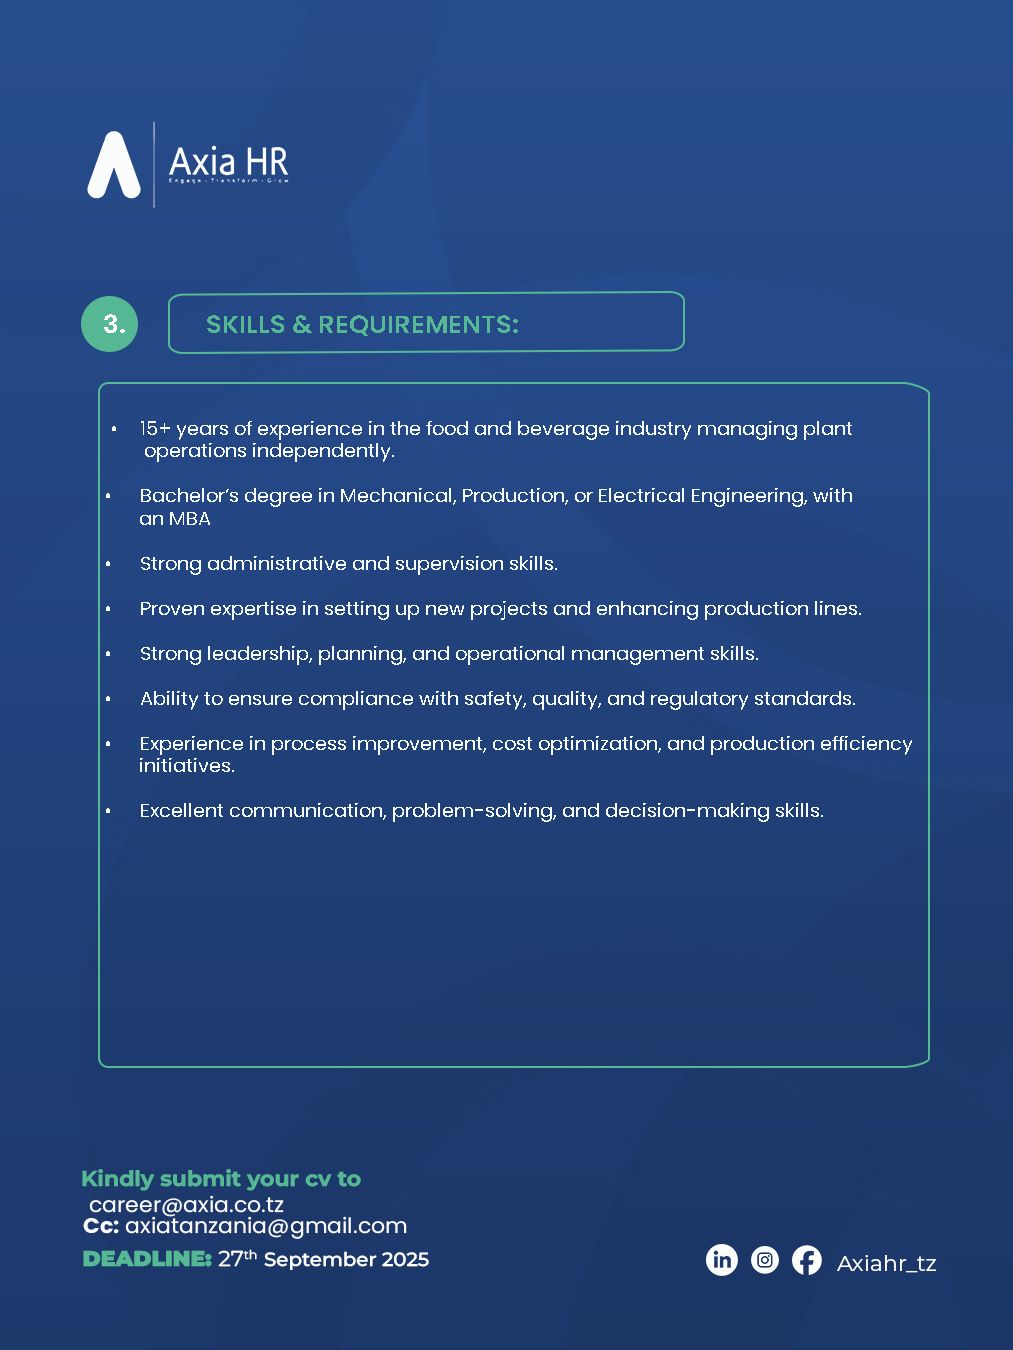 Axia HR
Engage · Transform · Grow
3.
SKILLS & REQUIREMENTS:
• 15+ years of experience in the food and beverage industry managing plant
operations independently.
• Bachelor’s degree in Mechanical, Production, or Electrical Engineering, with
an MBA
• Strong administrative and supervision skills.
• Proven expertise in setting up new projects and enhancing production lines.
• Strong leadership, planning, and operational management skills.
• Ability to ensure compliance with safety, quality, and regulatory standards.
• Experience in process improvement, cost optimization, and production efficiency
initiatives.
• Excellent communication, problem-solving, and decision-making skills.
Kindly submit your cv to
career@axia.co.tz
Cc: axiatanzania@gmail.com
DEADLINE: 27th September 2025
Axiahr_tz